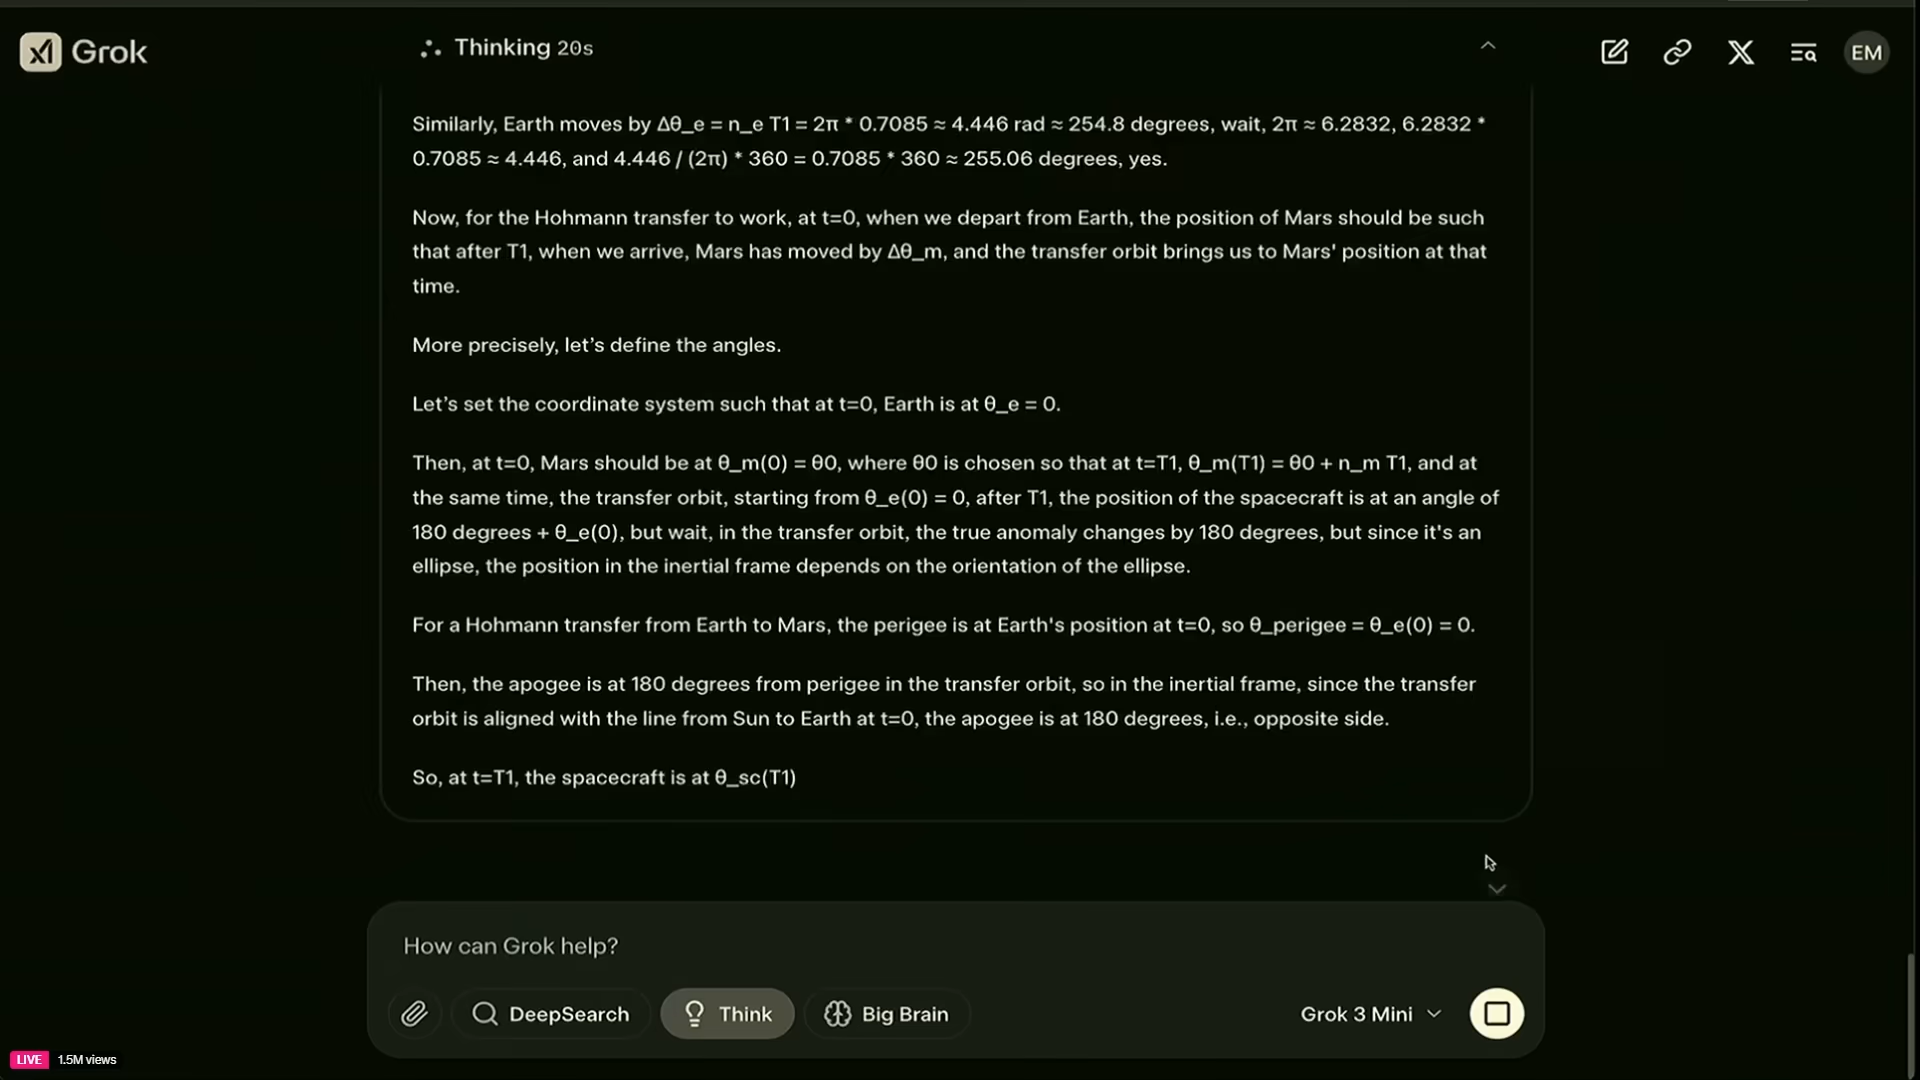 Grok
Thinking 20s
EM
Similarly, Earth moves by Δθ_e = n_e T1 = 2π * 0.7085 ≈ 4.446 rad ≈ 254.8 degrees, wait, 2π ≈ 6.2832, 6.2832 *
0.7085 ≈ 4.446, and 4.446 / (2π) * 360 = 0.7085 * 360 ≈ 255.06 degrees, yes.
Now, for the Hohmann transfer to work, at t=0, when we depart from Earth, the position of Mars should be such
that after T1, when we arrive, Mars has moved by Δθ_m, and the transfer orbit brings us to Mars' position at that
time.
More precisely, let’s define the angles.
Let’s set the coordinate system such that at t=0, Earth is at θ_e = 0.
Then, at t=0, Mars should be at θ_m(0) = θ0, where θ0 is chosen so that at t=T1, θ_m(T1) = θ0 + n_m T1, and at
the same time, the transfer orbit, starting from θ_e(0) = 0, after T1, the position of the spacecraft is at an angle of
180 degrees + θ_e(0), but wait, in the transfer orbit, the true anomaly changes by 180 degrees, but since it's an
ellipse, the position in the inertial frame depends on the orientation of the ellipse.
For a Hohmann transfer from Earth to Mars, the perigee is at Earth's position at t=0, so θ_perigee = θ_e(0) = 0.
Then, the apogee is at 180 degrees from perigee in the transfer orbit, so in the inertial frame, since the transfer
orbit is aligned with the line from Sun to Earth at t=0, the apogee is at 180 degrees, i.e., opposite side.
So, at t=T1, the spacecraft is at θ_sc(T1)
How can Grok help?
DeepSearch
Think
Big Brain
Grok 3 Mini
LIVE 1.5M views